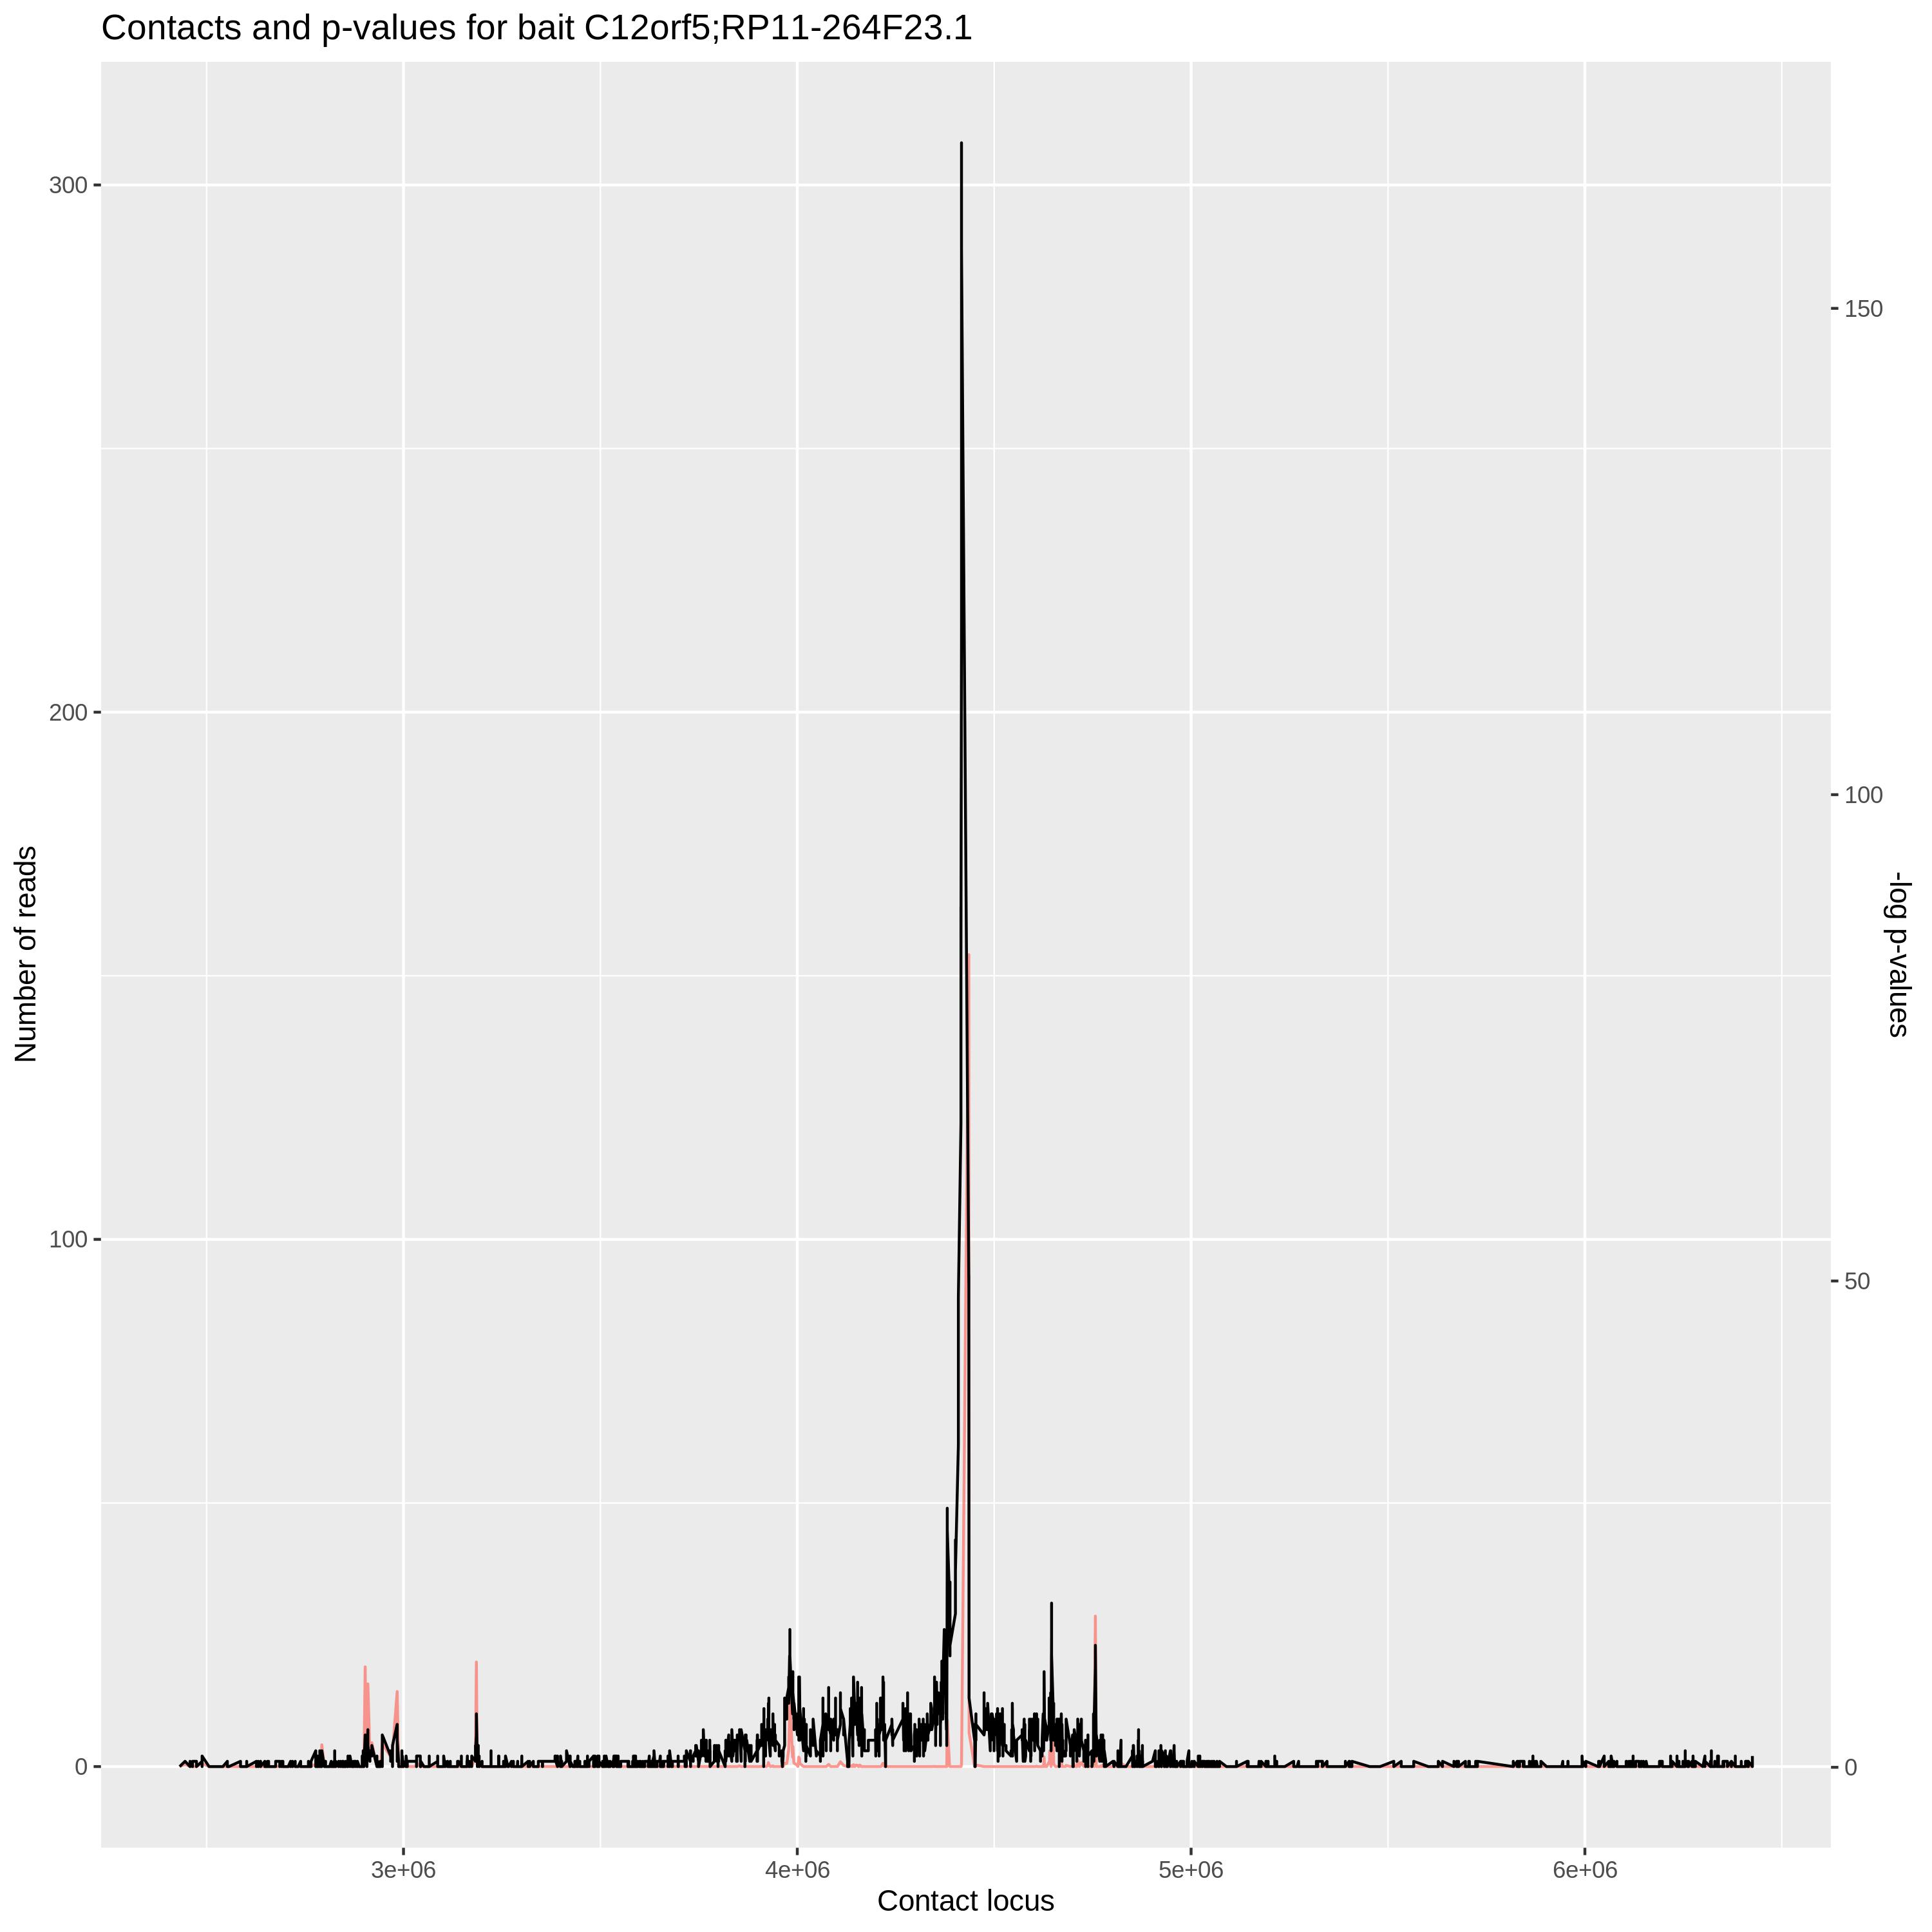 Contacts and p-values for bait C12orf5;RP11-264F23.1
300
200
100
0
Number of reads
150
100
50
0
-log p-values
3e+06
4e+06
5e+06
6e+06
Contact locus